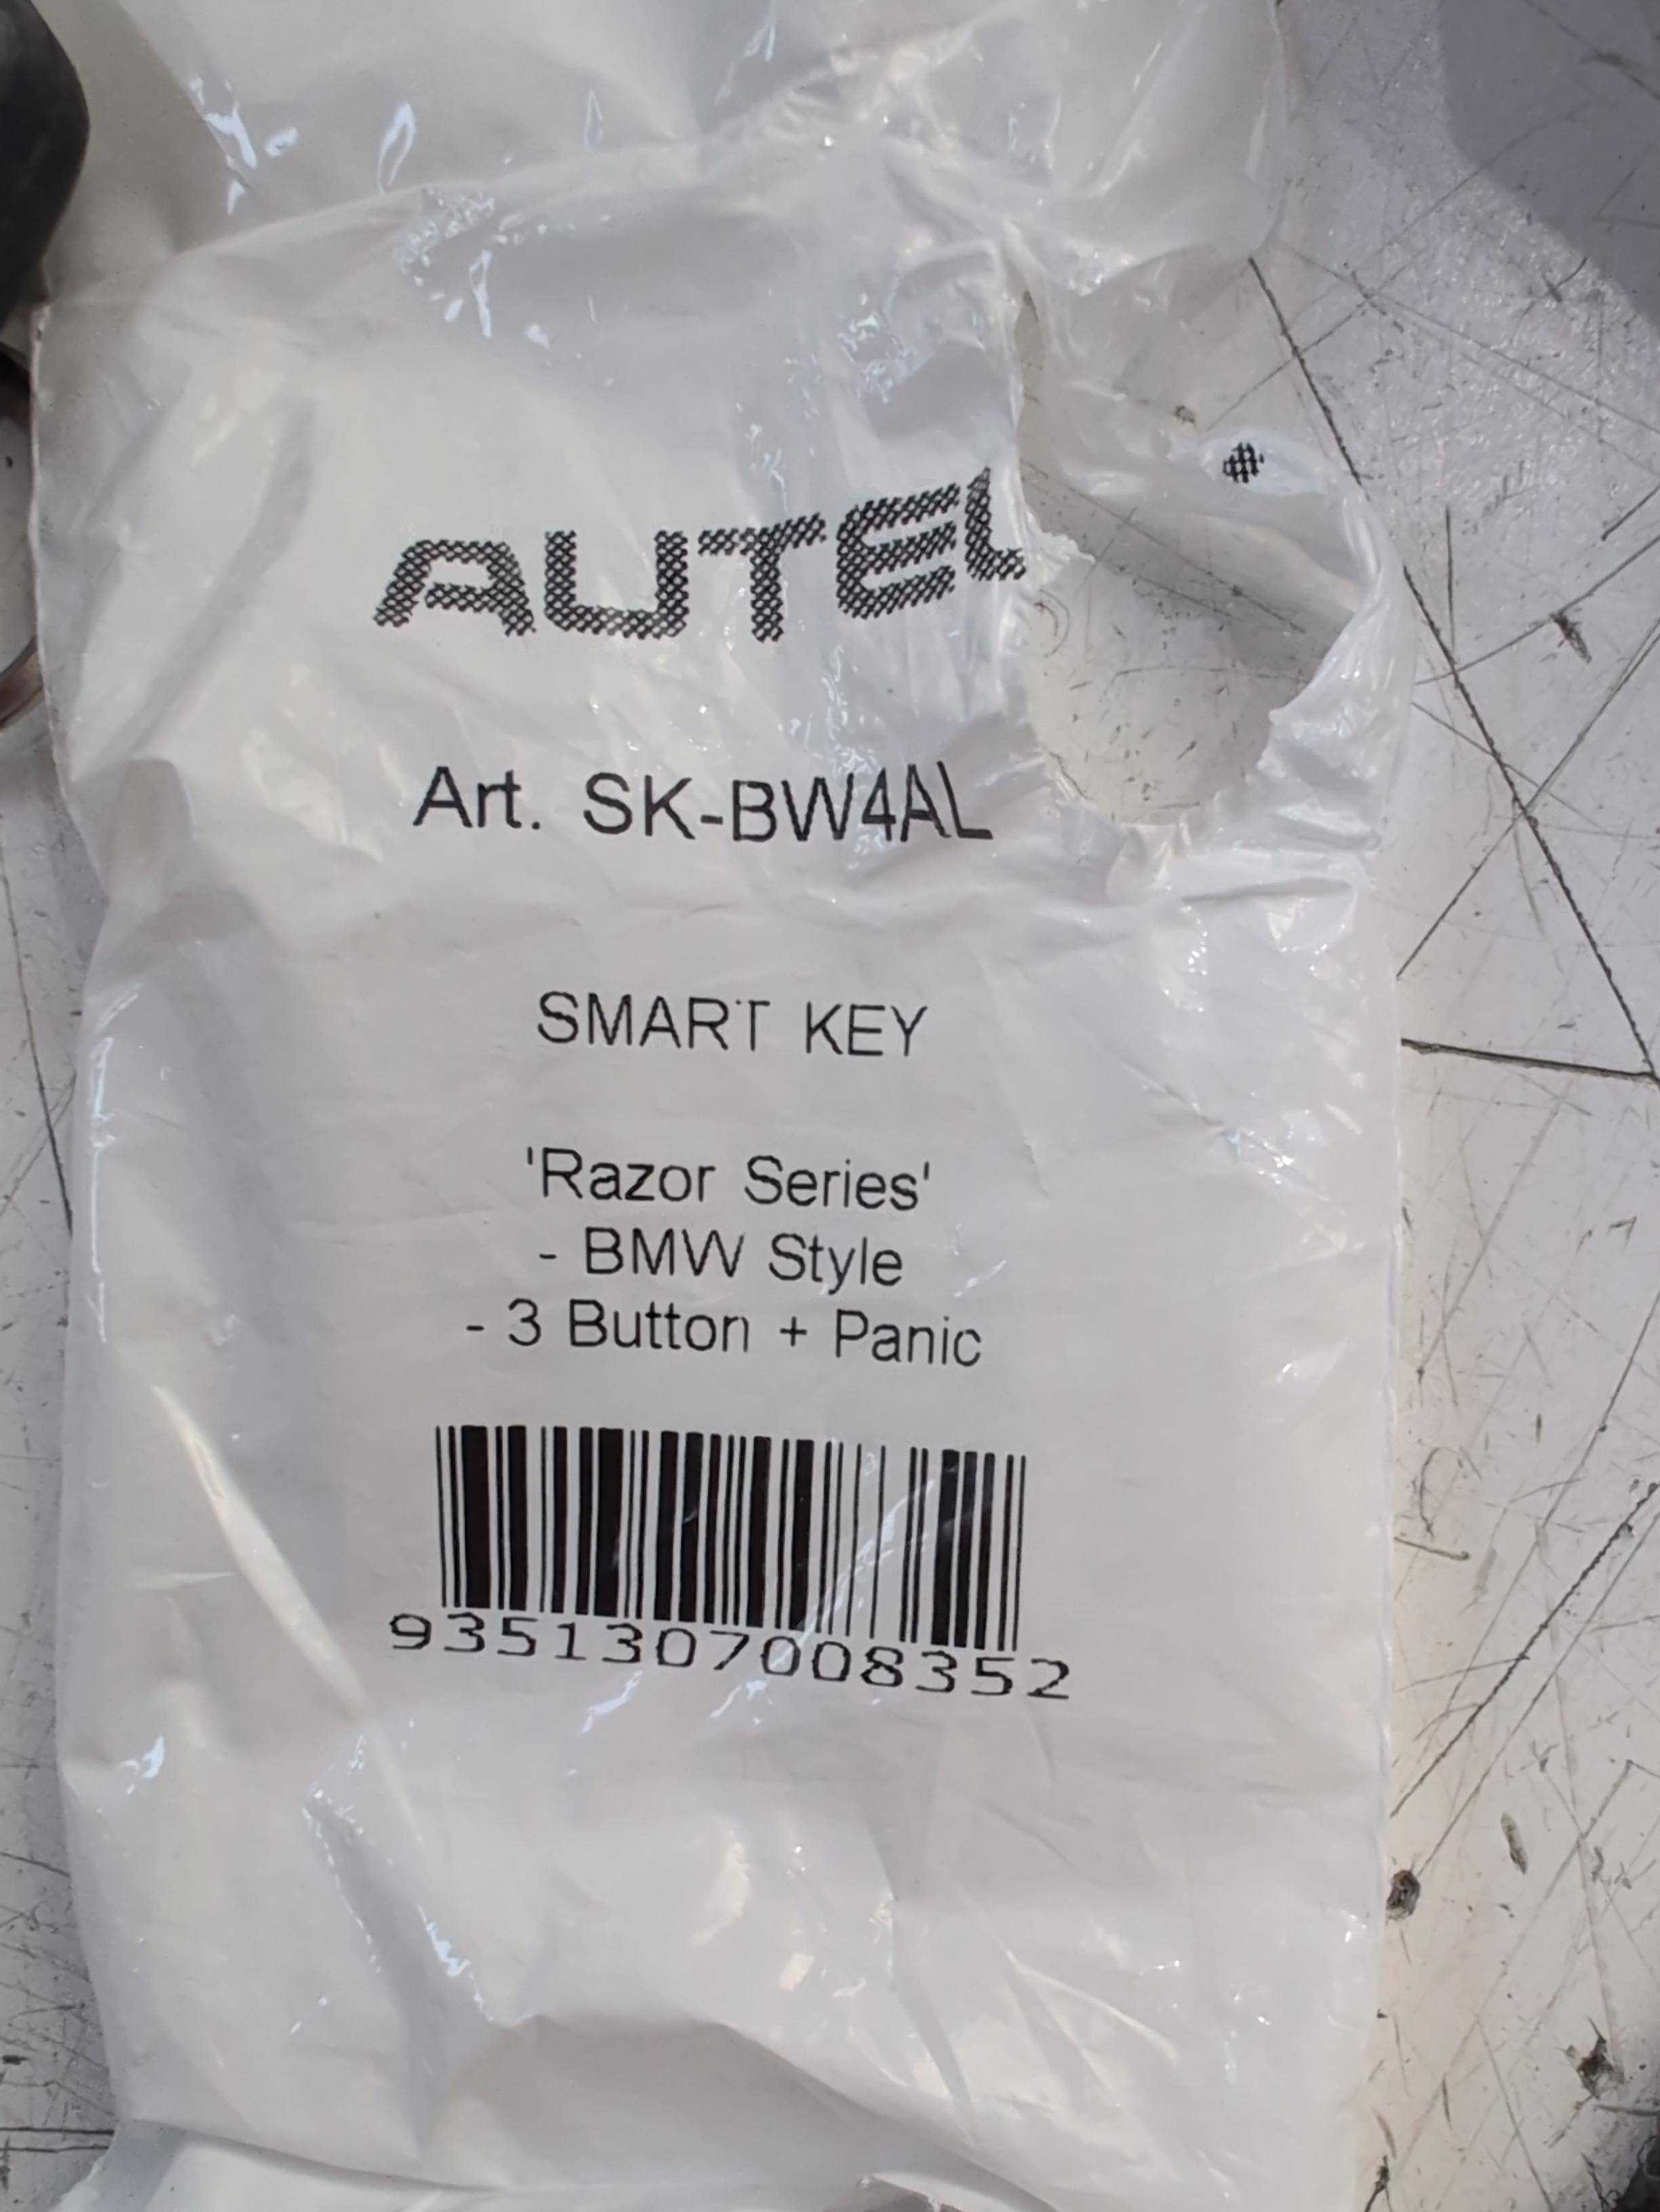 AUTEL
Art. SK-BW4AL
SMART KEY
'Razor Series'
- BMW Style
- 3 Button + Panic
9351307008352